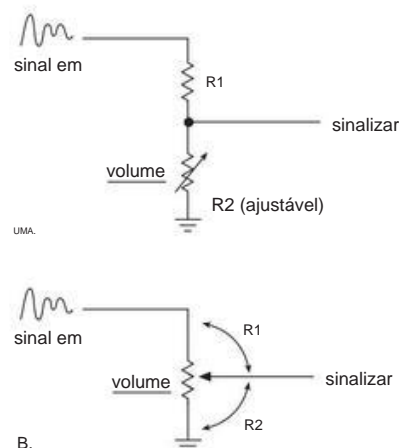 sinal em
R1
sinalizar
volume
R2 (ajustável)
UMA.
sinal em
R1
volume
sinalizar
R2
B.